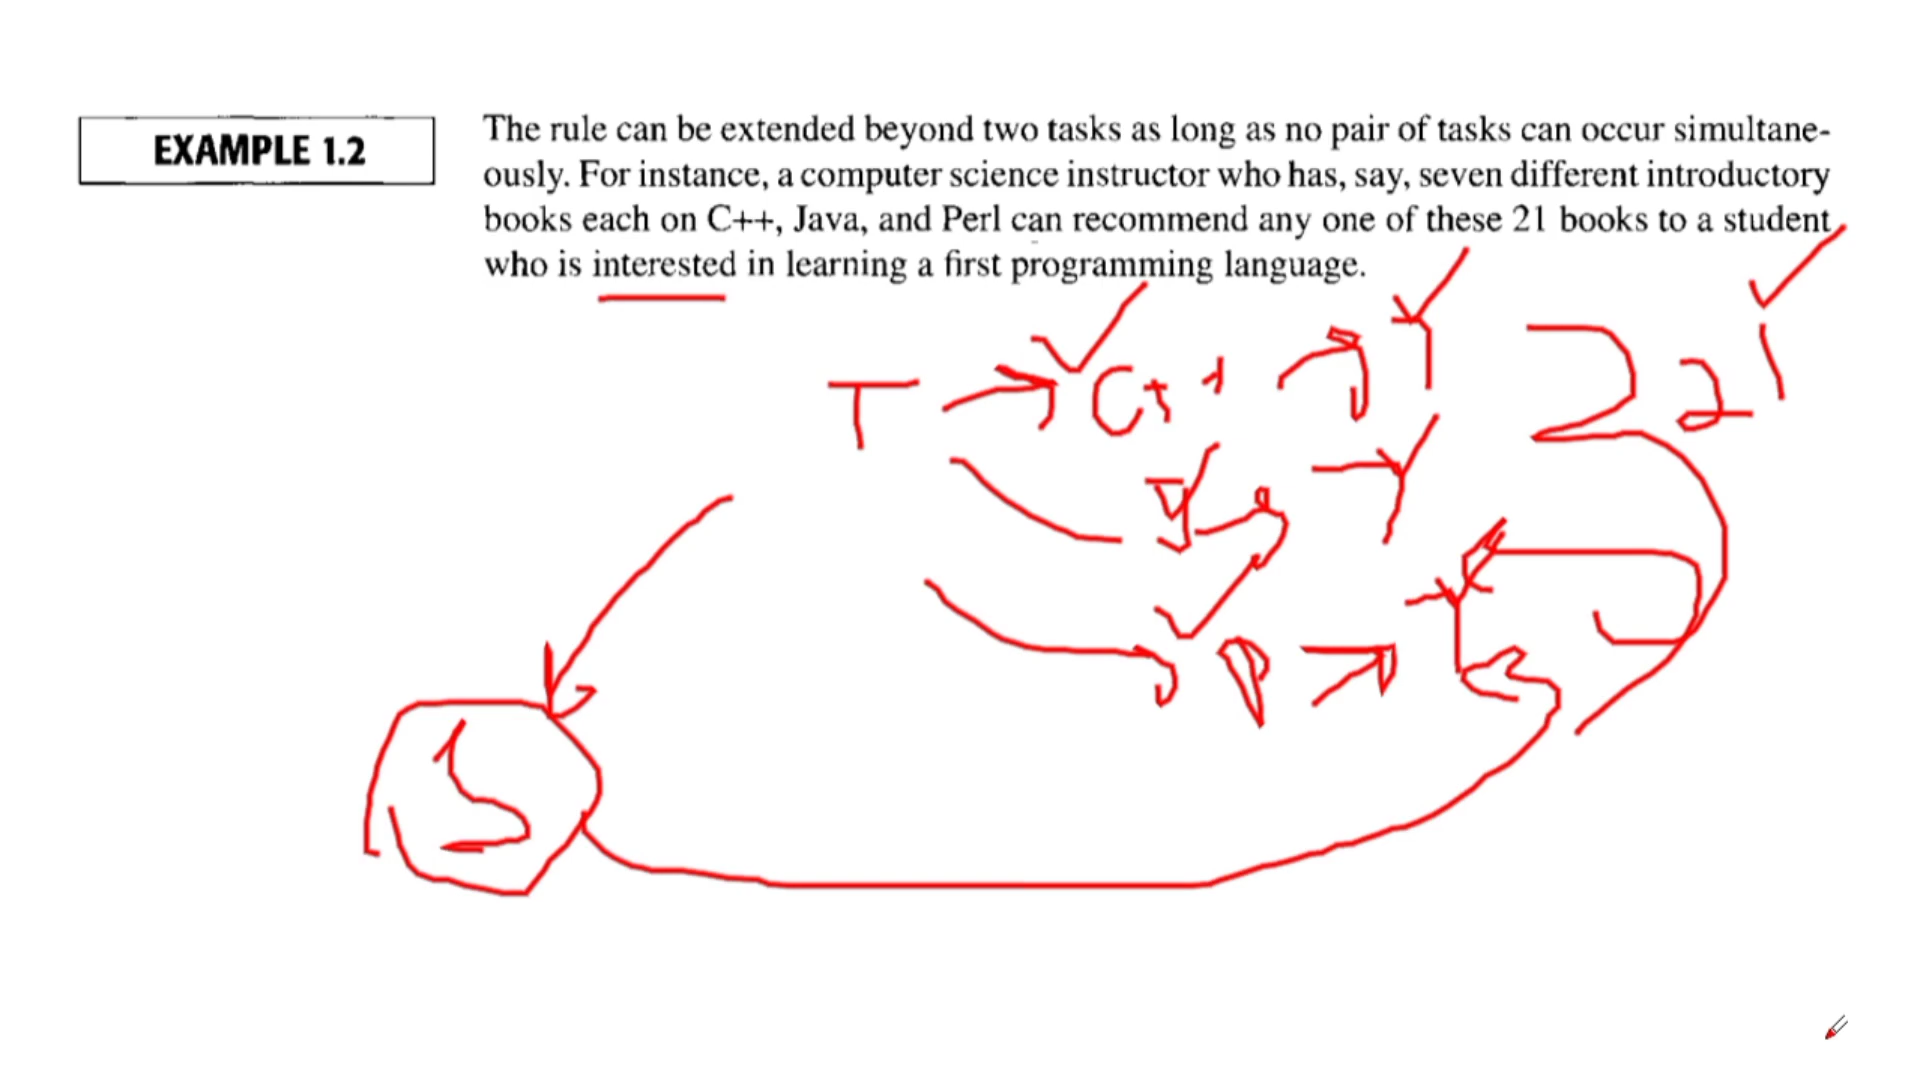 EXAMPLE 1.2
The rule can be extended beyond two tasks as long as no pair of tasks can occur simultane-
ously. For instance, a computer science instructor who has, say, seven different introductory
books each on C++, Java, and Perl can recommend any one of these 21 books to a student
who is interested in learning a first programming language.
T C++ 7 21
J 7
P 7
S